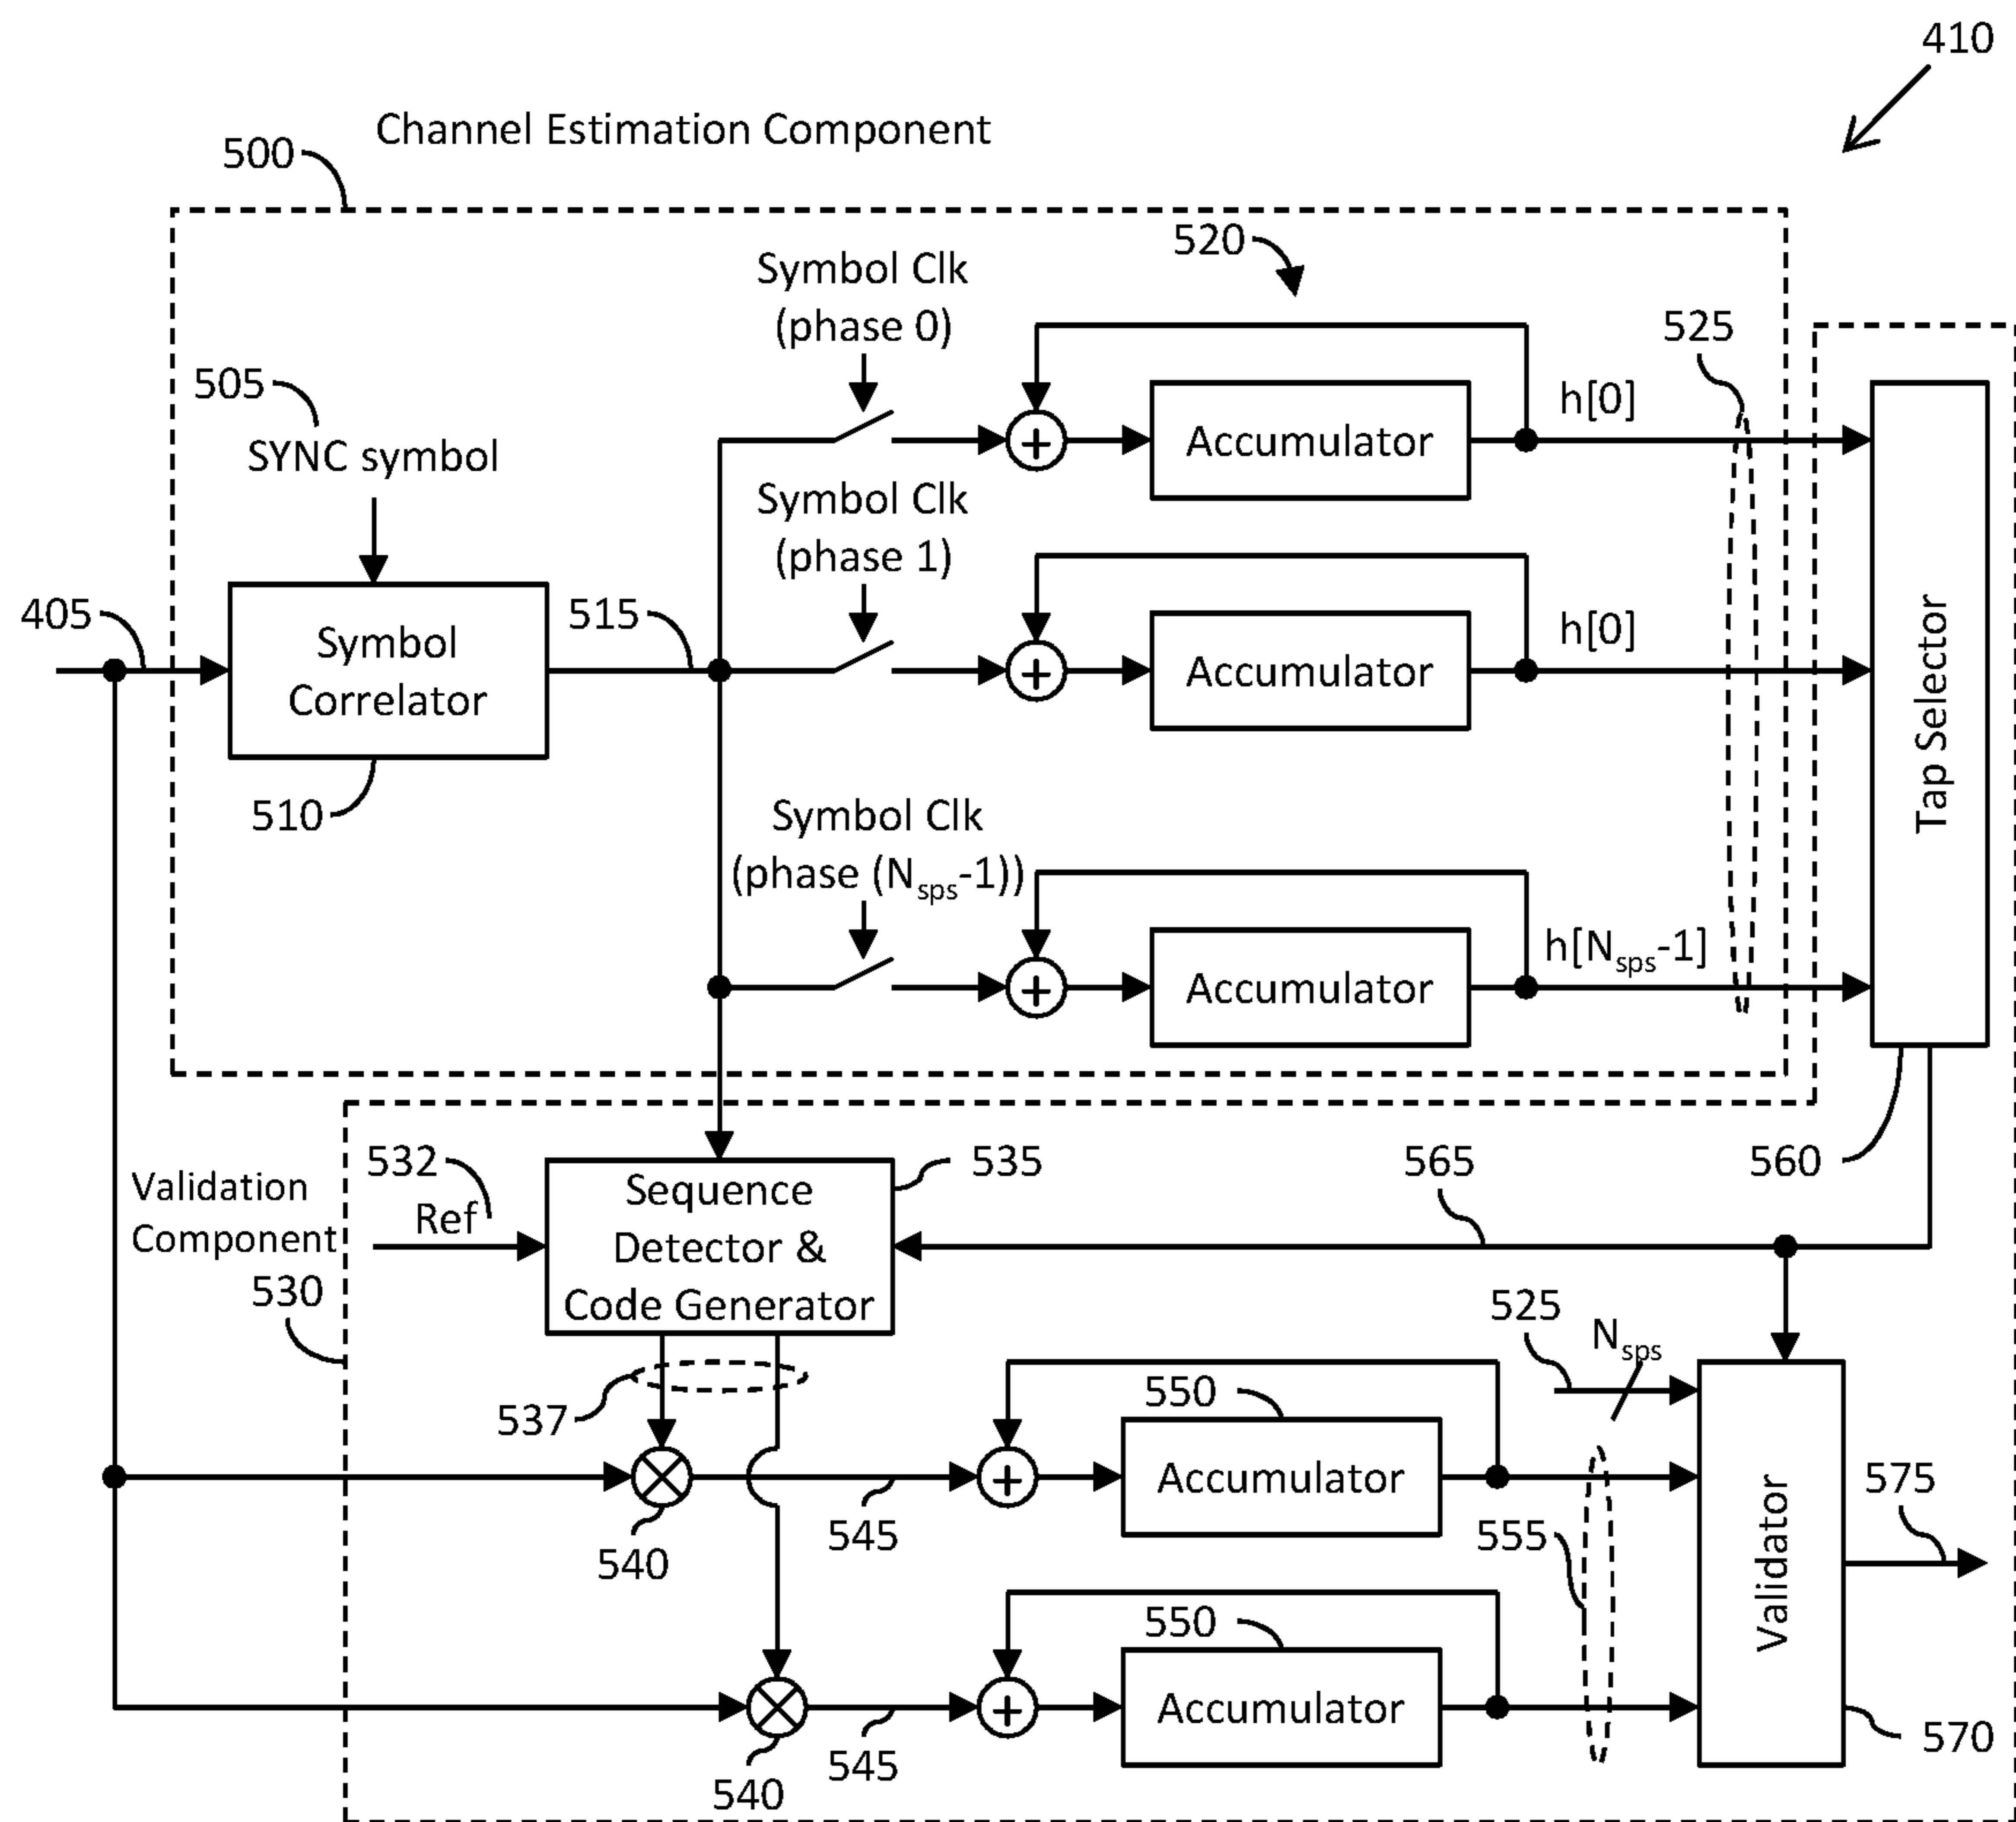 410
Channel Estimation Component
500
520
Symbol Clk
(phase 0)
525
505
SYNC symbol
Accumulator
h[0]
Symbol Clk
(phase 1)
405
Symbol
Correlator
515
Accumulator
h[0]
Tap Selector
510
Symbol Clk
(phase (Nsps-1))
Accumulator
h[Nsps-1]
Validation
Component
530
532
Ref
Sequence
Detector &
Code Generator
535
565
560
525
Nsps
537
550
Accumulator
540
545
555
Validator
575
550
Accumulator
540
545
570